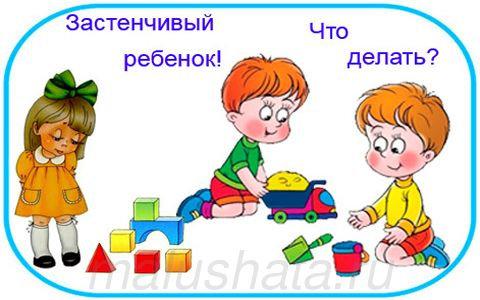 Застенчивый
ребенок!
Что
делать?
malushata.ru